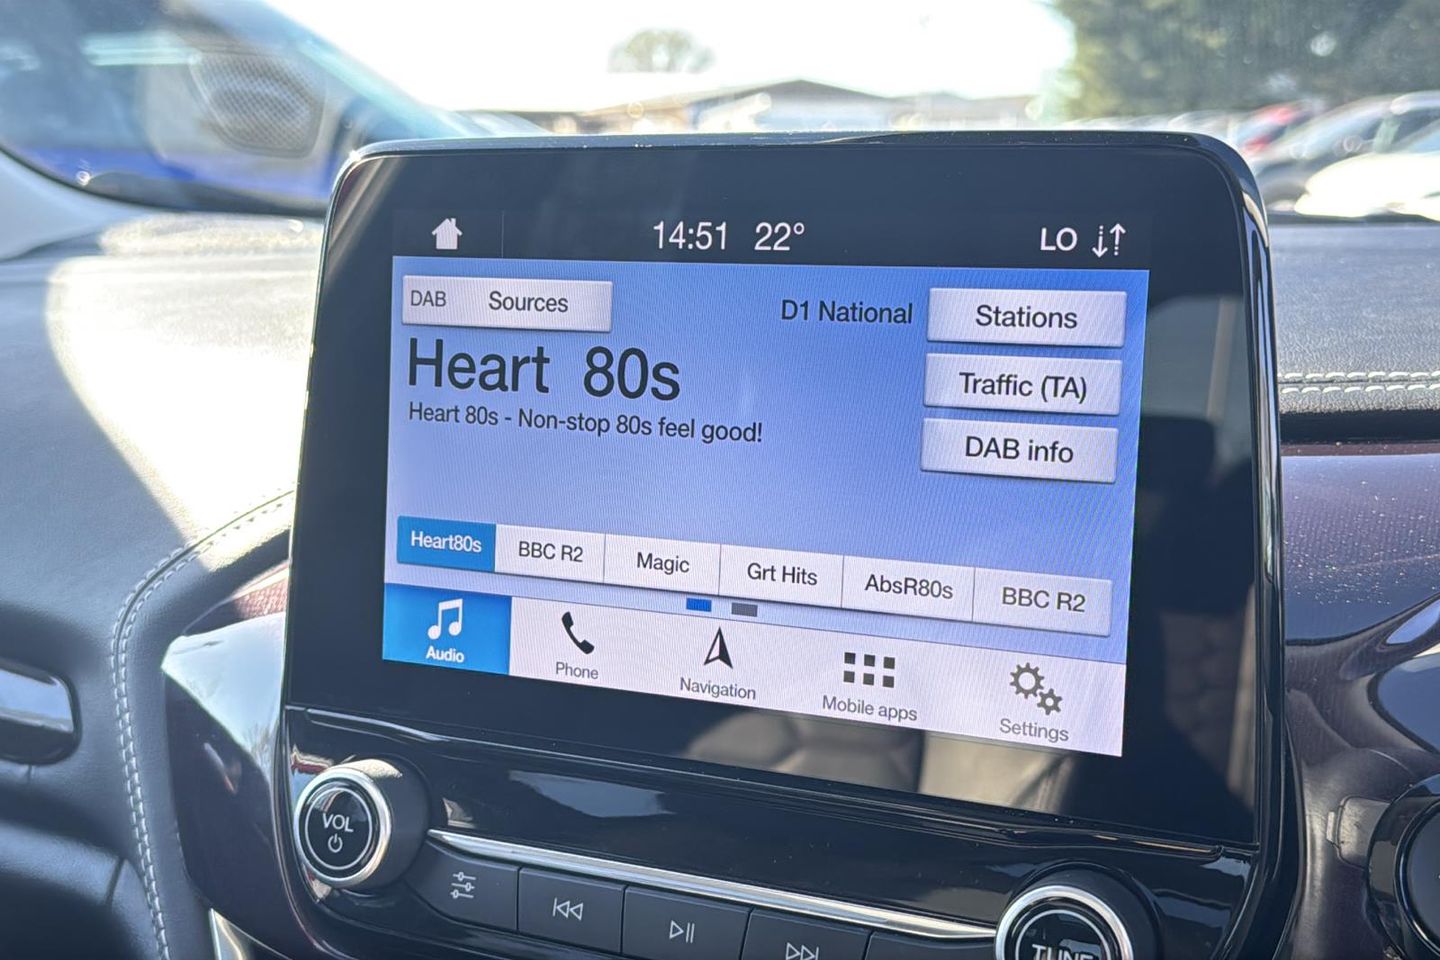 14:51 22° LO
DAB Sources
D1 National
Stations
Heart 80s
Heart 80s - Non-stop 80s feel good!
Traffic (TA)
DAB info
Heart80s BBC R2 Magic Grt Hits AbsR80s BBC R2
Audio Phone Navigation Mobile apps Settings
VOL
TUNE